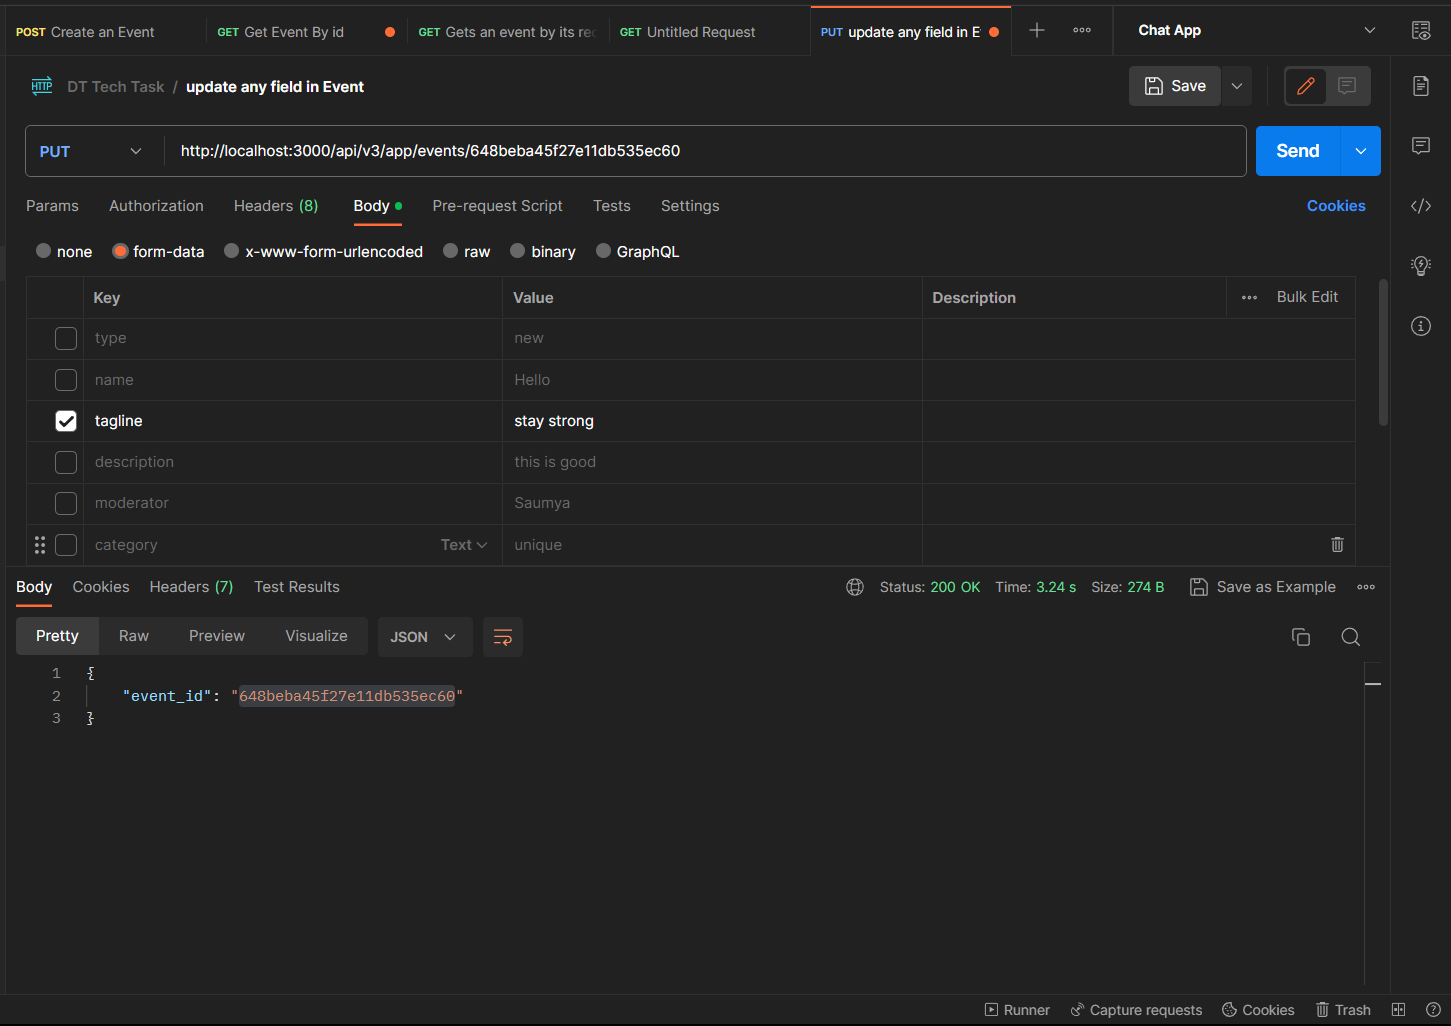 POST Create an Event
GET Get Event By id
GET Gets an event by its rec
GET Untitled Request
PUT update any field in E
Chat App
HTTP DT Tech Task / update any field in Event
Save
PUT http://localhost:3000/api/v3/app/events/648beba45f27e11db535ec60
Send
Params Authorization Headers (8) Body Pre-request Script Tests Settings Cookies
none form-data x-www-form-urlencoded raw binary GraphQL
Key Value Description Bulk Edit
type new
name Hello
tagline stay strong
description this is good
moderator Saumya
category Text unique
Body Cookies Headers (7) Test Results Status: 200 OK Time: 3.24 s Size: 274 B Save as Example
Pretty Raw Preview Visualize JSON
1 {
2 "event_id": "648beba45f27e11db535ec60"
3 }
Runner Capture requests Cookies Trash